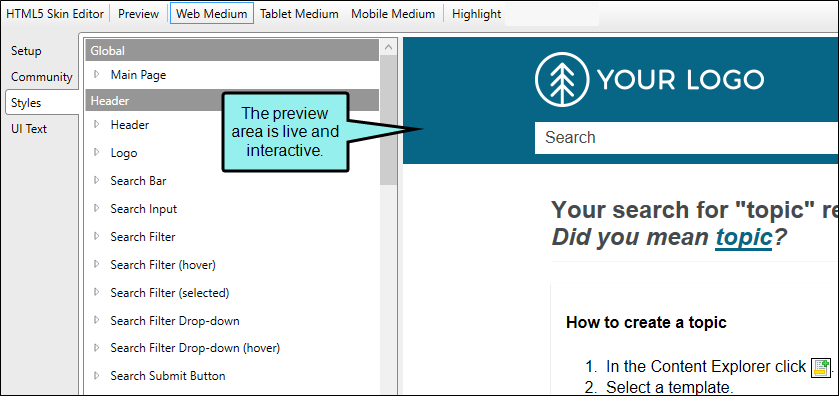 HTML5 Skin Editor Preview Web Medium Tablet Medium Mobile Medium Highlight
Setup
Community
Styles
UI Text
Global
Main Page
Header
Header
Logo
Search Bar
Search Input
Search Filter
Search Filter (hover)
Search Filter (selected)
Search Filter Drop-down
Search Filter Drop-down (hover)
Search Submit Button
The preview
area is live and
interactive.
YOUR LOGO
Search
Your search for "topic" re
Did you mean topic?
How to create a topic
1. In the Content Explorer click .
2. Select a template.